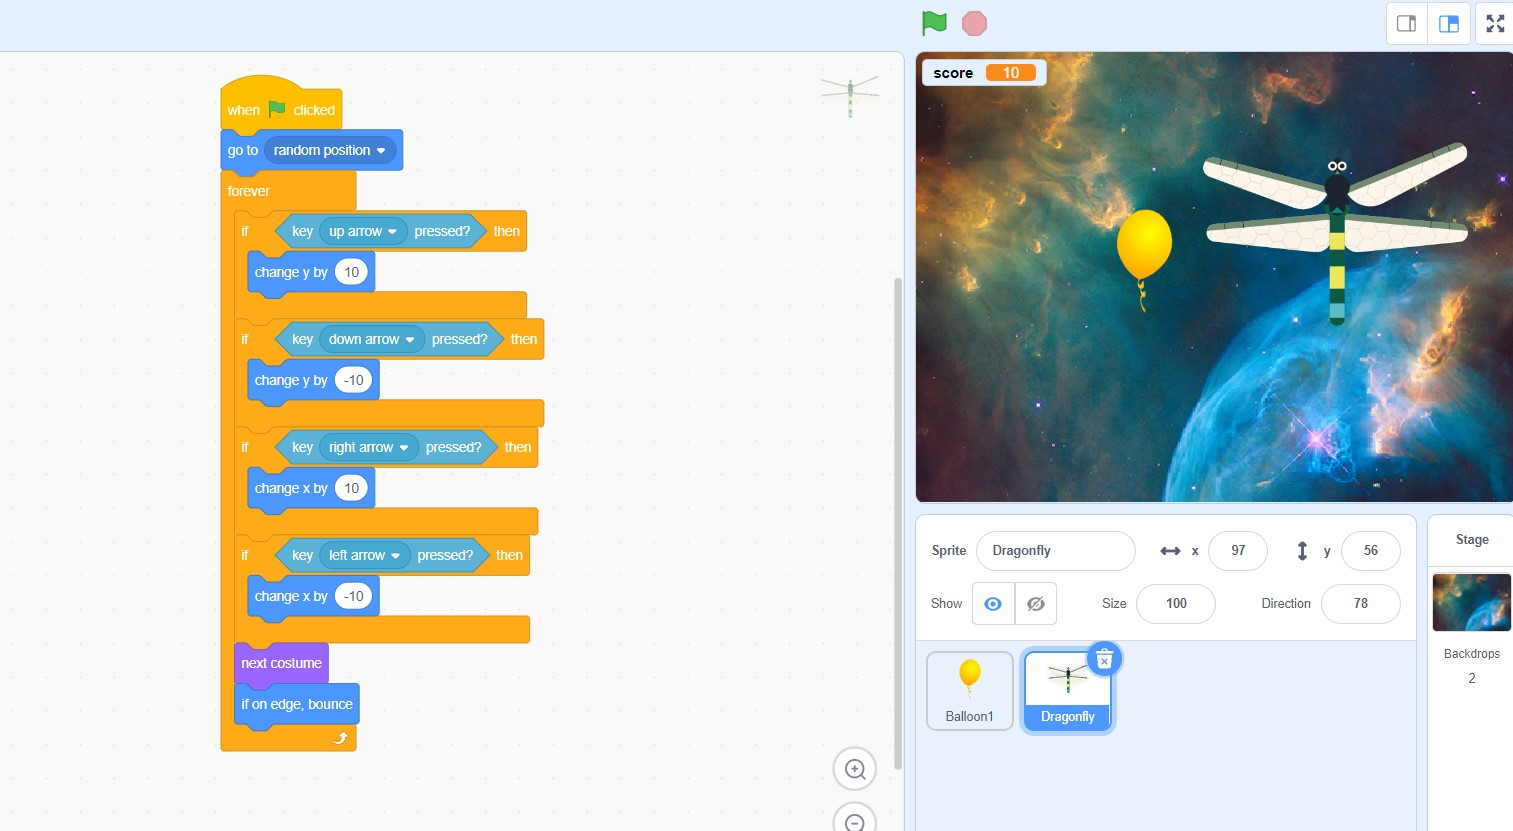 when clicked
go to random position
forever
if key up arrow pressed? then
change y by 10
if key down arrow pressed? then
change y by -10
if key right arrow pressed? then
change x by 10
if key left arrow pressed? then
change x by -10
next costume
if on edge, bounce
score 10
Sprite Dragonfly x 97 y 56
Show Size 100 Direction 78
Balloon1
Dragonfly
Stage
Backdrops
2